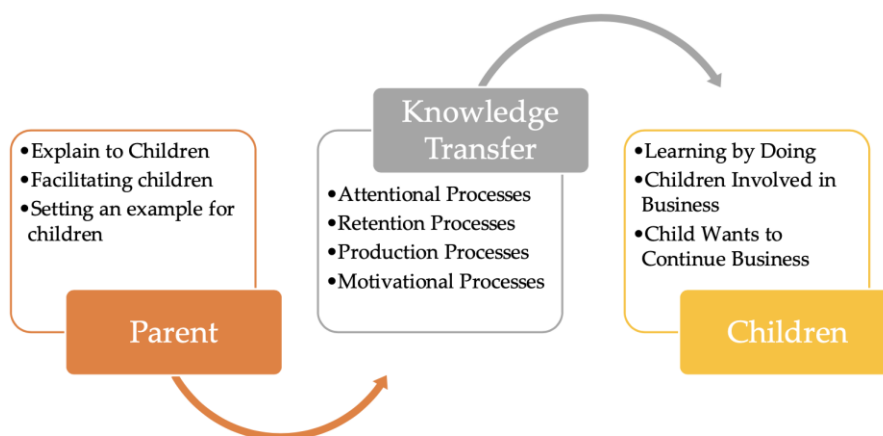 •Explain to Children
•Facilitating children
•Setting an example for
children
Parent
Knowledge
Transfer
•Attentional Processes
•Retention Processes
•Production Processes
•Motivational Processes
•Learning by Doing
•Children Involved in
Business
•Child Wants to
Continue Business
Children